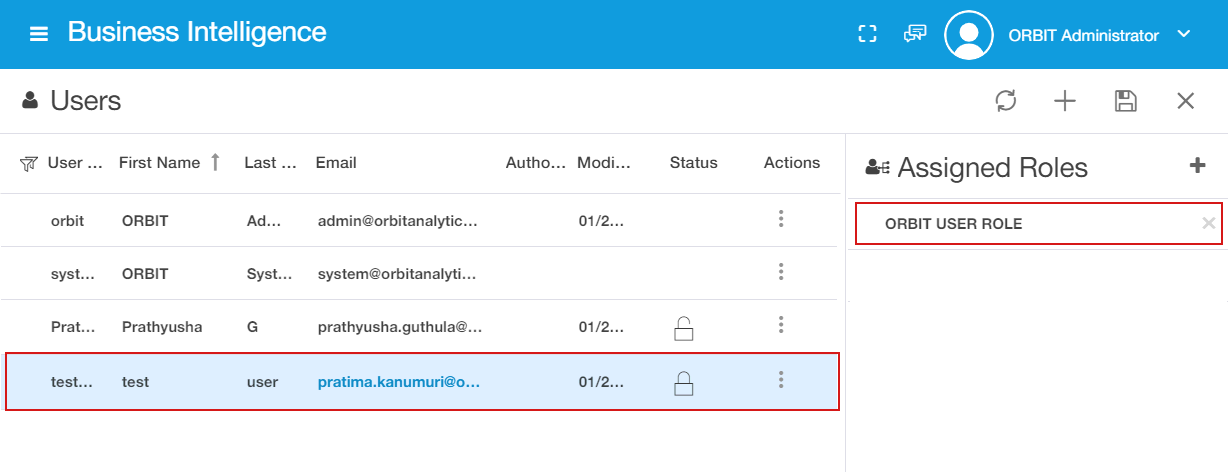 Business Intelligence
ORBIT Administrator
Users
User ... First Name Last ... Email Autho... Modi... Status Actions
Assigned Roles
orbit ORBIT Ad... admin@orbitanalytic... 01/2...
ORBIT USER ROLE
syst... ORBIT Syst... system@orbitanalyti...
Prat... Prathyusha G prathyusha.guthula@... 01/2...
test... test user pratima.kanumuri@o... 01/2...